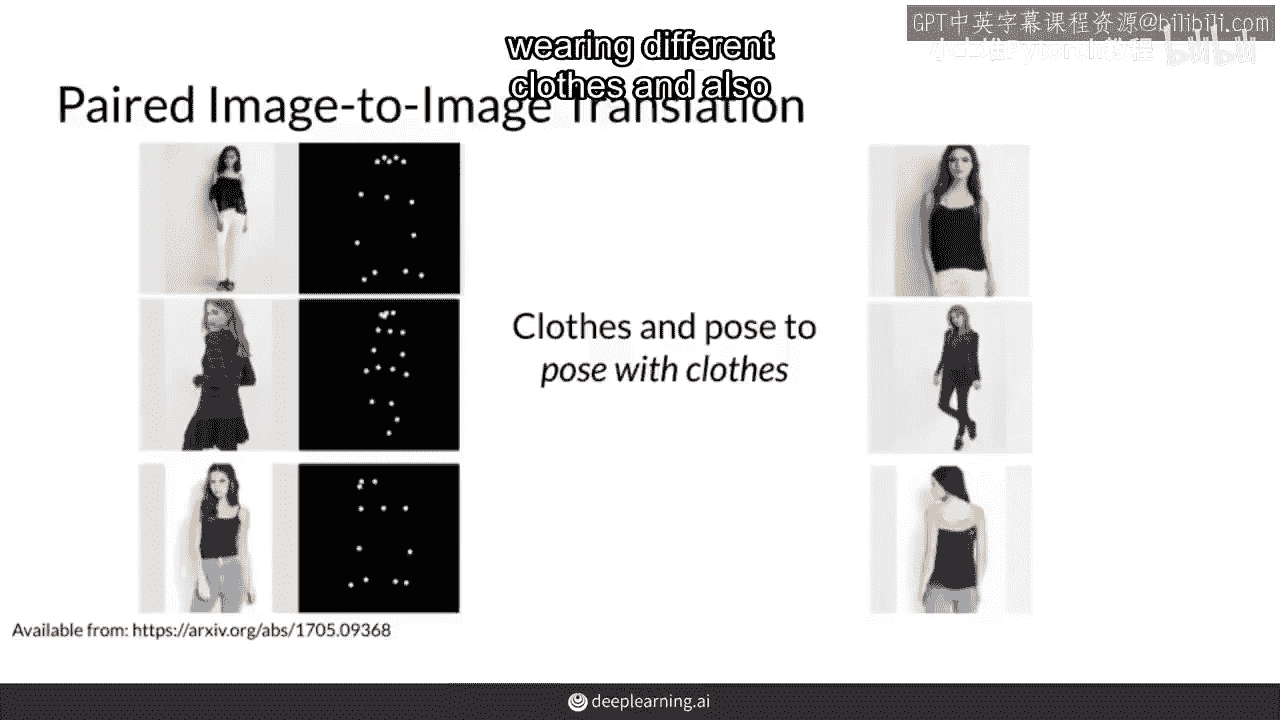 GPT中英字幕课程资源@bilibili.com
wearing different
clothes and also
Paired Image-to-Image Translation
Clothes and pose to
pose with clothes
Available from: https://arxiv.org/abs/1705.09368
deeplearning.ai